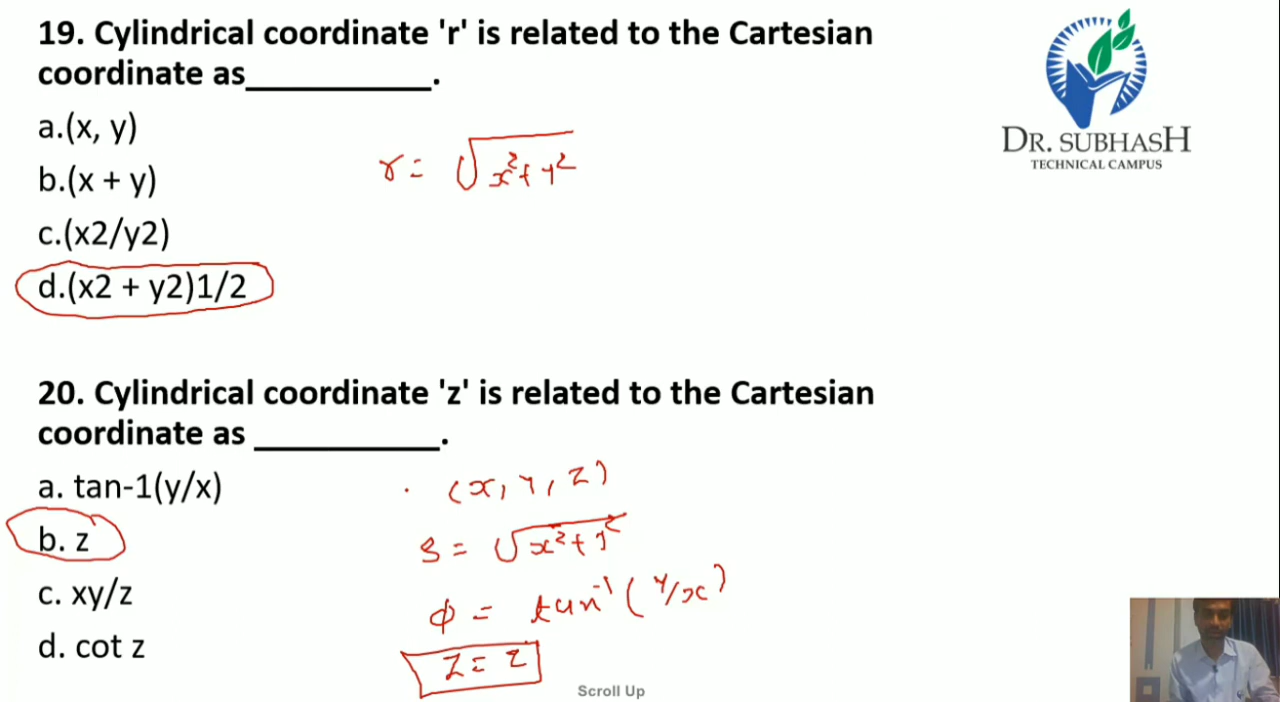 19. Cylindrical coordinate 'r' is related to the Cartesian
coordinate as__________.
a.(x, y)
b.(x + y)
c.(x2/y2)
d.(x2 + y2)1/2
r = √x²+y²
DR. SUBHASH
TECHNICAL CAMPUS
20. Cylindrical coordinate 'z' is related to the Cartesian
coordinate as __________.
a. tan-1(y/x)
b. z
c. xy/z
d. cot z
(x, y, z)
= √x²+y²
φ = tan⁻¹(y/x)
z = z
Scroll Up